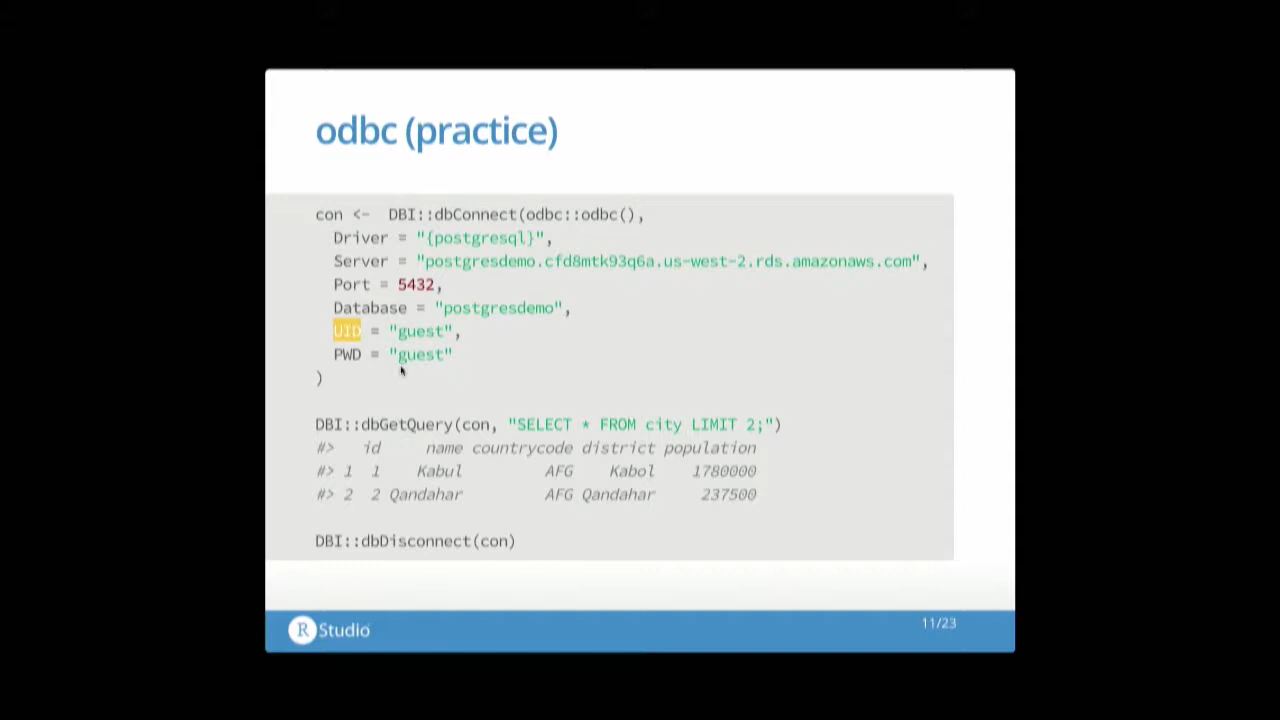 odbc (practice)
con <-  DBI::dbConnect(odbc::odbc(),
  Driver = "{postgresql}",
  Server = "postgresdemo.cfd8mtk93q6a.us-west-2.rds.amazonaws.com",
  Port = 5432,
  Database = "postgresdemo",
  UID = "guest",
  PWD = "guest"
)
DBI::dbGetQuery(con, "SELECT * FROM city LIMIT 2;")
#>   id     name countrycode district population
#> 1  1    Kabul         AFG    Kabol    1780000
#> 2  2 Qandahar         AFG Qandahar     237500
DBI::dbDisconnect(con)
R Studio
11/23